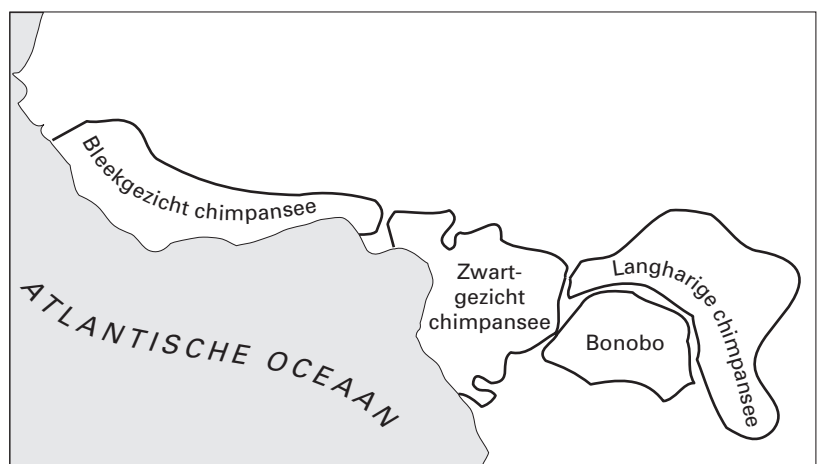 Bleekgezicht chimpansee
Zwart-
gezicht
chimpansee
Langharige chimpansee
Bonobo
ATLANTISCHE OCEAAN